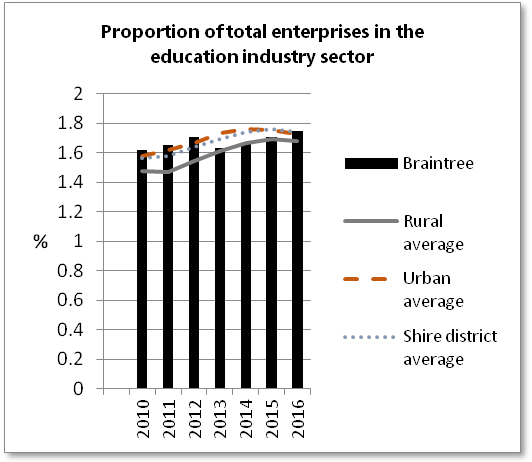 Proportion of total enterprises in the
education industry sector
2
1.8
1.6
1.4
1.2
1
0.8
0.6
0.4
0.2
0
%
2010
2011
2012
2013
2014
2015
2016
Braintree
Rural
average
Urban
average
Shire district
average